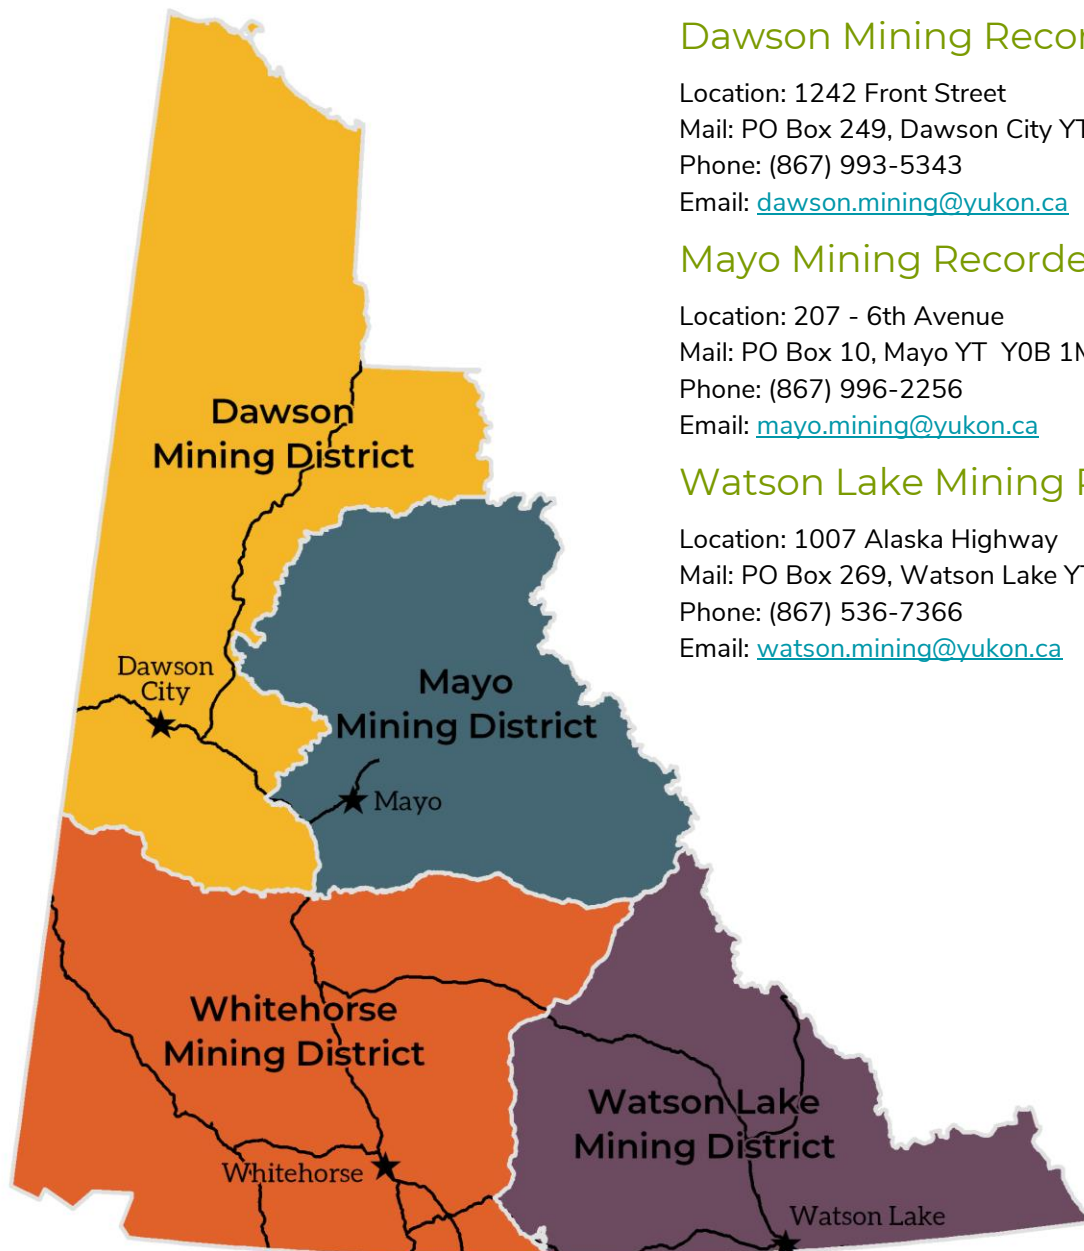 Dawson Mining Recor
Location: 1242 Front Street
Mail: PO Box 249, Dawson City YT
Phone: (867) 993-5343
Email: dawson.mining@yukon.ca
Mayo Mining Recorde
Location: 207 - 6th Avenue
Mail: PO Box 10, Mayo YT  Y0B 1M
Phone: (867) 996-2256
Email: mayo.mining@yukon.ca
Watson Lake Mining
Location: 1007 Alaska Highway
Mail: PO Box 269, Watson Lake YT
Phone: (867) 536-7366
Email: watson.mining@yukon.ca
Dawson
Mining District
Dawson
City
Mayo
Mining District
Mayo
Whitehorse
Mining District
Whitehorse
Watson Lake
Mining District
Watson Lake